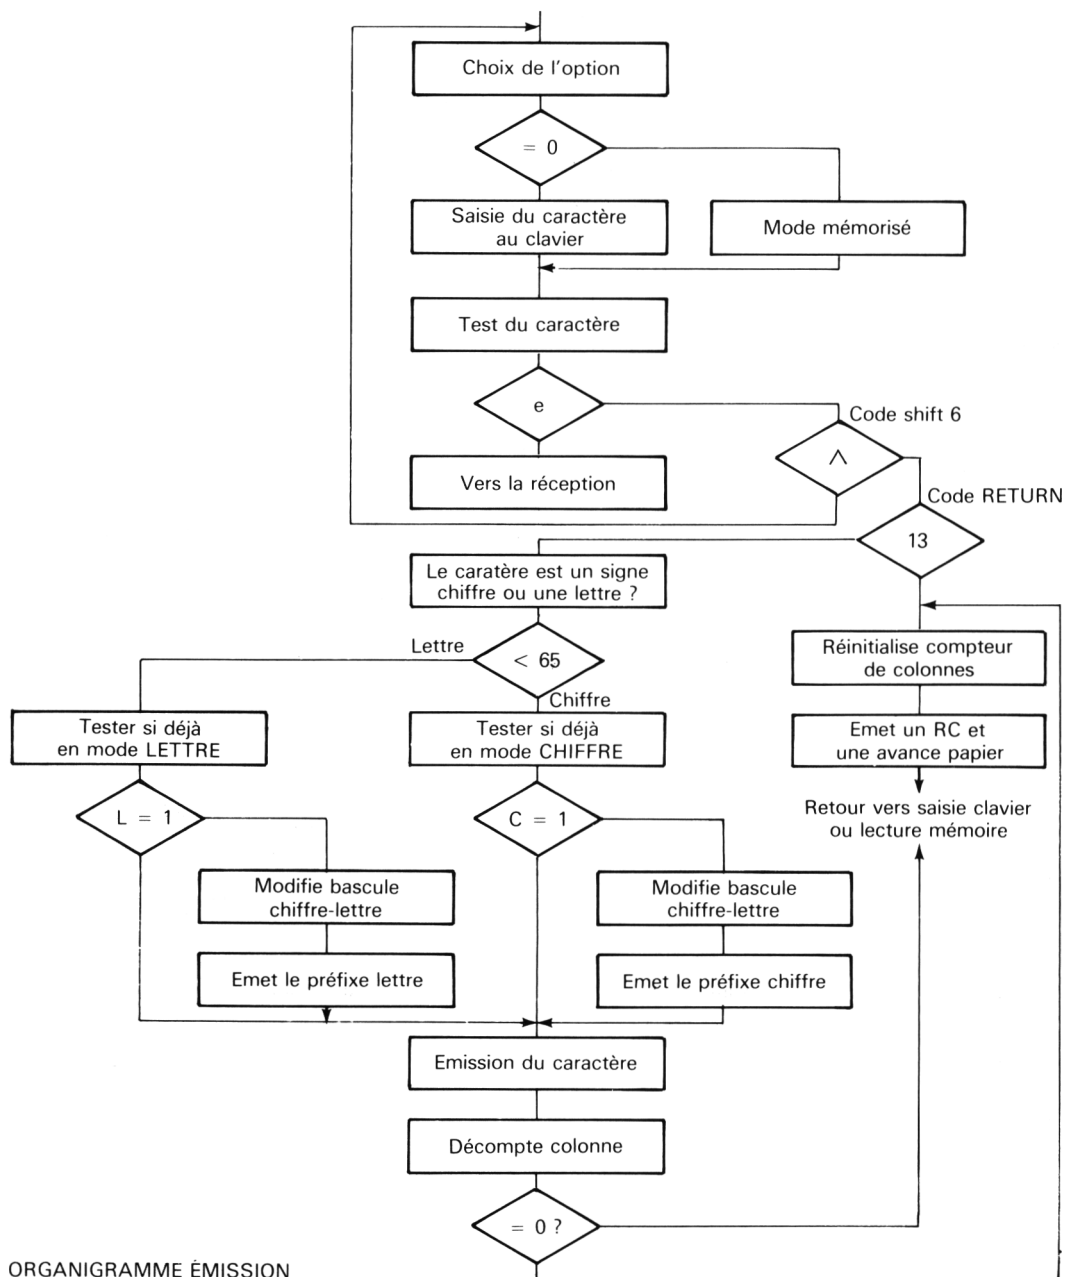 Choix de l'option
= 0
Saisie du caractère
au clavier
Mode mémorisé
Test du caractère
e
Code shift 6
∧
Vers la réception
Code RETURN
13
Le caratère est un signe
chiffre ou une lettre ?
Lettre
< 65
Chiffre
Réinitialise compteur
de colonnes
Tester si déjà
en mode LETTRE
Tester si déjà
en mode CHIFFRE
Emet un RC et
une avance papier
L = 1
C = 1
Retour vers saisie clavier
ou lecture mémoire
Modifie bascule
chiffre-lettre
Modifie bascule
chiffre-lettre
Emet le préfixe lettre
Emet le préfixe chiffre
Emission du caractère
Décompte colonne
= 0 ?
ORGANIGRAMME ÉMISSION